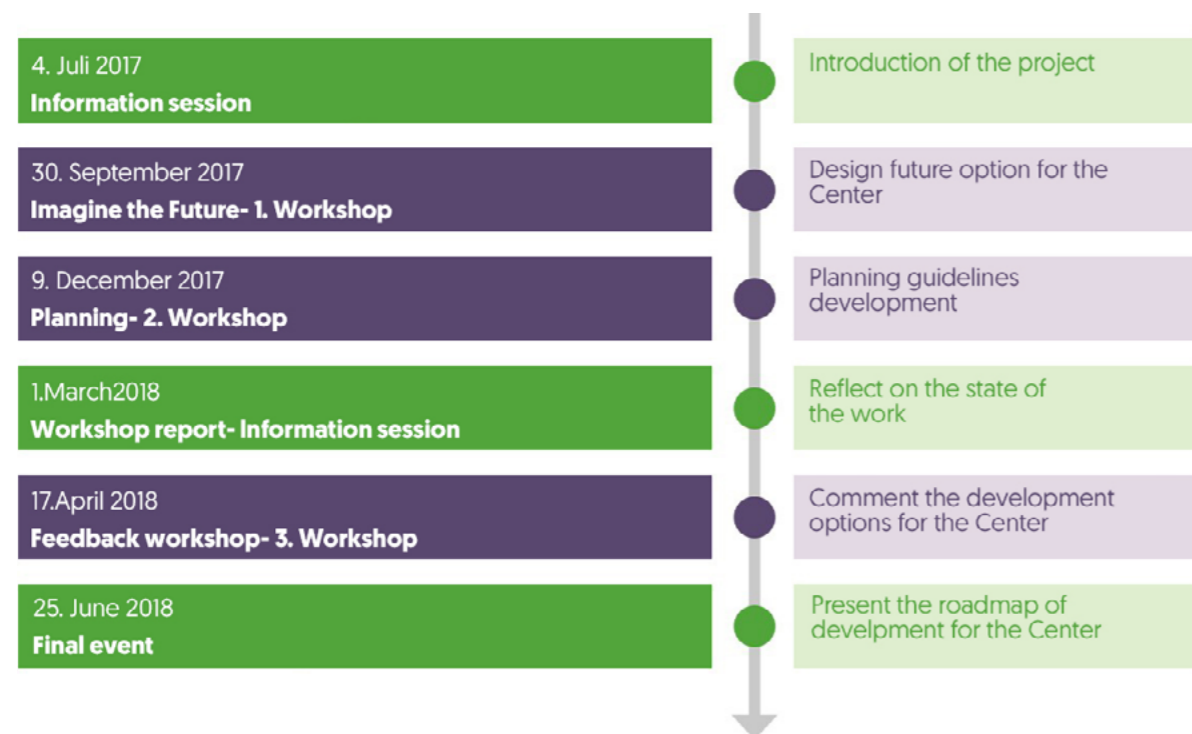 4. Juli 2017
Information session
Introduction of the project
30. September 2017
Imagine the Future- 1. Workshop
Design future option for the
Center
9. December 2017
Planning- 2. Workshop
Planning guidelines
development
1.March2018
Workshop report- Information session
Reflect on the state of
the work
17.April 2018
Feedback workshop- 3. Workshop
Comment the development
options for the Center
25. June 2018
Final event
Present the roadmap of
develpment for the Center